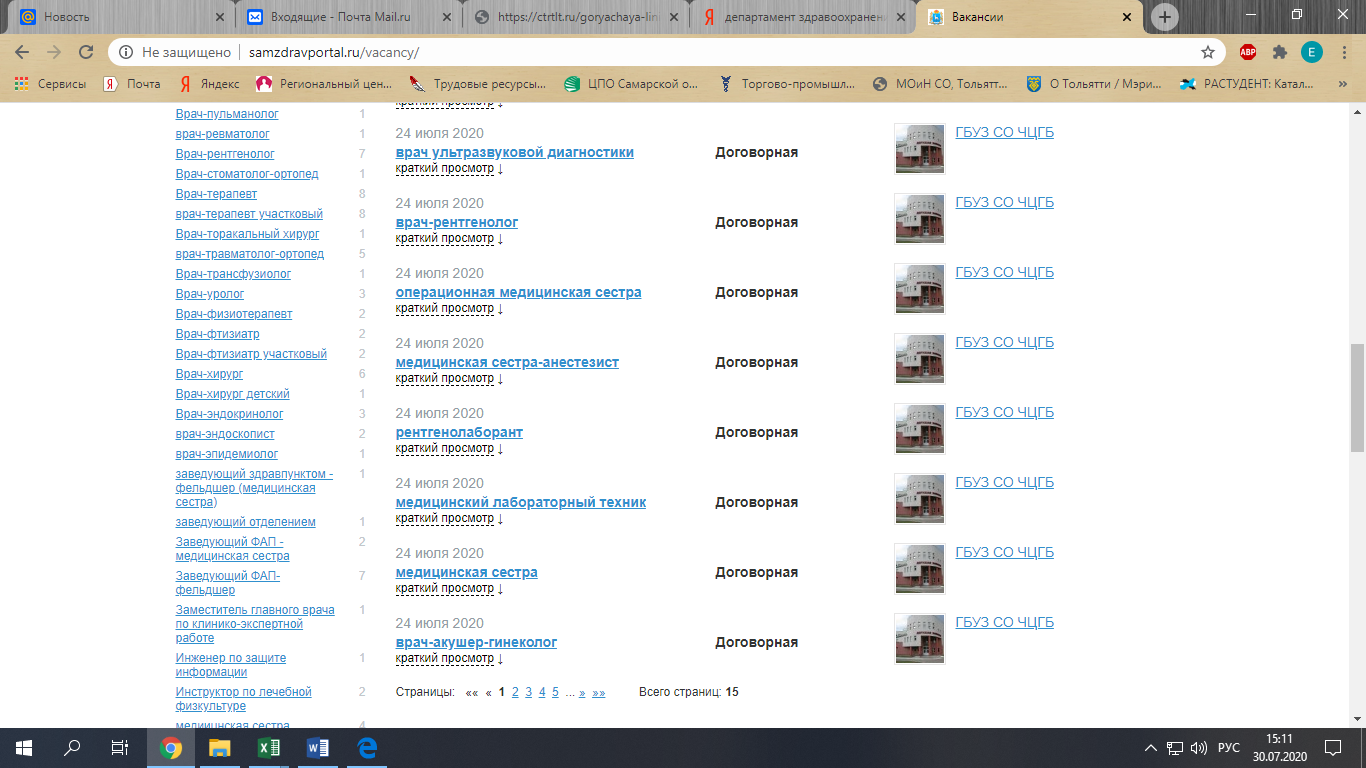 Новость
Входящие - Почта Mail.ru
https://ctrtlt.ru/goryachaya-lin
департамент здравоохранен
Вакансии
Не защищено
samzdravportal.ru/vacancy/
ABP
E
Сервисы
Почта
Яндекс
Региональный цен...
Трудовые ресурсы...
ЦПО Самарской о...
Торгово-промышл...
МОиН СО, Тольятт...
О Тольятти / Мэри...
РАСТУДЕНТ: Катал...
»
Врач-пульманолог 1
врач-ревматолог 1
Врач-рентгенолог 7
Врач-стоматолог-ортопед 1
Врач-терапевт 8
врач-терапевт участковый 8
Врач-торакальный хирург 1
врач-травматолог-ортопед 5
Врач-трансфузиолог 1
Врач-уролог 3
Врач-физиотерапевт 2
Врач-фтизиатр 2
Врач-фтизиатр участковый 2
Врач-хирург 6
Врач-хирург детский 1
Врач-эндокринолог 3
врач-эндоскопист 2
врач-эпидемиолог 1
заведующий здравпунктом - 1
фельдшер (медицинская
сестра)
заведующий отделением 1
Заведующий ФАП - 2
медицинская сестра
Заведующий ФАП- 7
фельдшер
Заместитель главного врача 1
по клинико-экспертной
работе
Инженер по защите 1
информации
Инструктор по лечебной 2
физкультуре
медицинская сестра 4
краткий просмотр ↓
24 июля 2020
врач ультразвуковой диагностики
краткий просмотр ↓
Договорная
ГБУЗ СО ЧЦГБ
24 июля 2020
врач-рентгенолог
краткий просмотр ↓
Договорная
ГБУЗ СО ЧЦГБ
24 июля 2020
операционная медицинская сестра
краткий просмотр ↓
Договорная
ГБУЗ СО ЧЦГБ
24 июля 2020
медицинская сестра-анестезист
краткий просмотр ↓
Договорная
ГБУЗ СО ЧЦГБ
24 июля 2020
рентгенолаборант
краткий просмотр ↓
Договорная
ГБУЗ СО ЧЦГБ
24 июля 2020
медицинский лабораторный техник
краткий просмотр ↓
Договорная
ГБУЗ СО ЧЦГБ
24 июля 2020
медицинская сестра
краткий просмотр ↓
Договорная
ГБУЗ СО ЧЦГБ
24 июля 2020
врач-акушер-гинеколог
краткий просмотр ↓
Договорная
ГБУЗ СО ЧЦГБ
Страницы: «« « 1 2 3 4 5 ... » »» Всего страниц: 15
РУС
15:11
30.07.2020